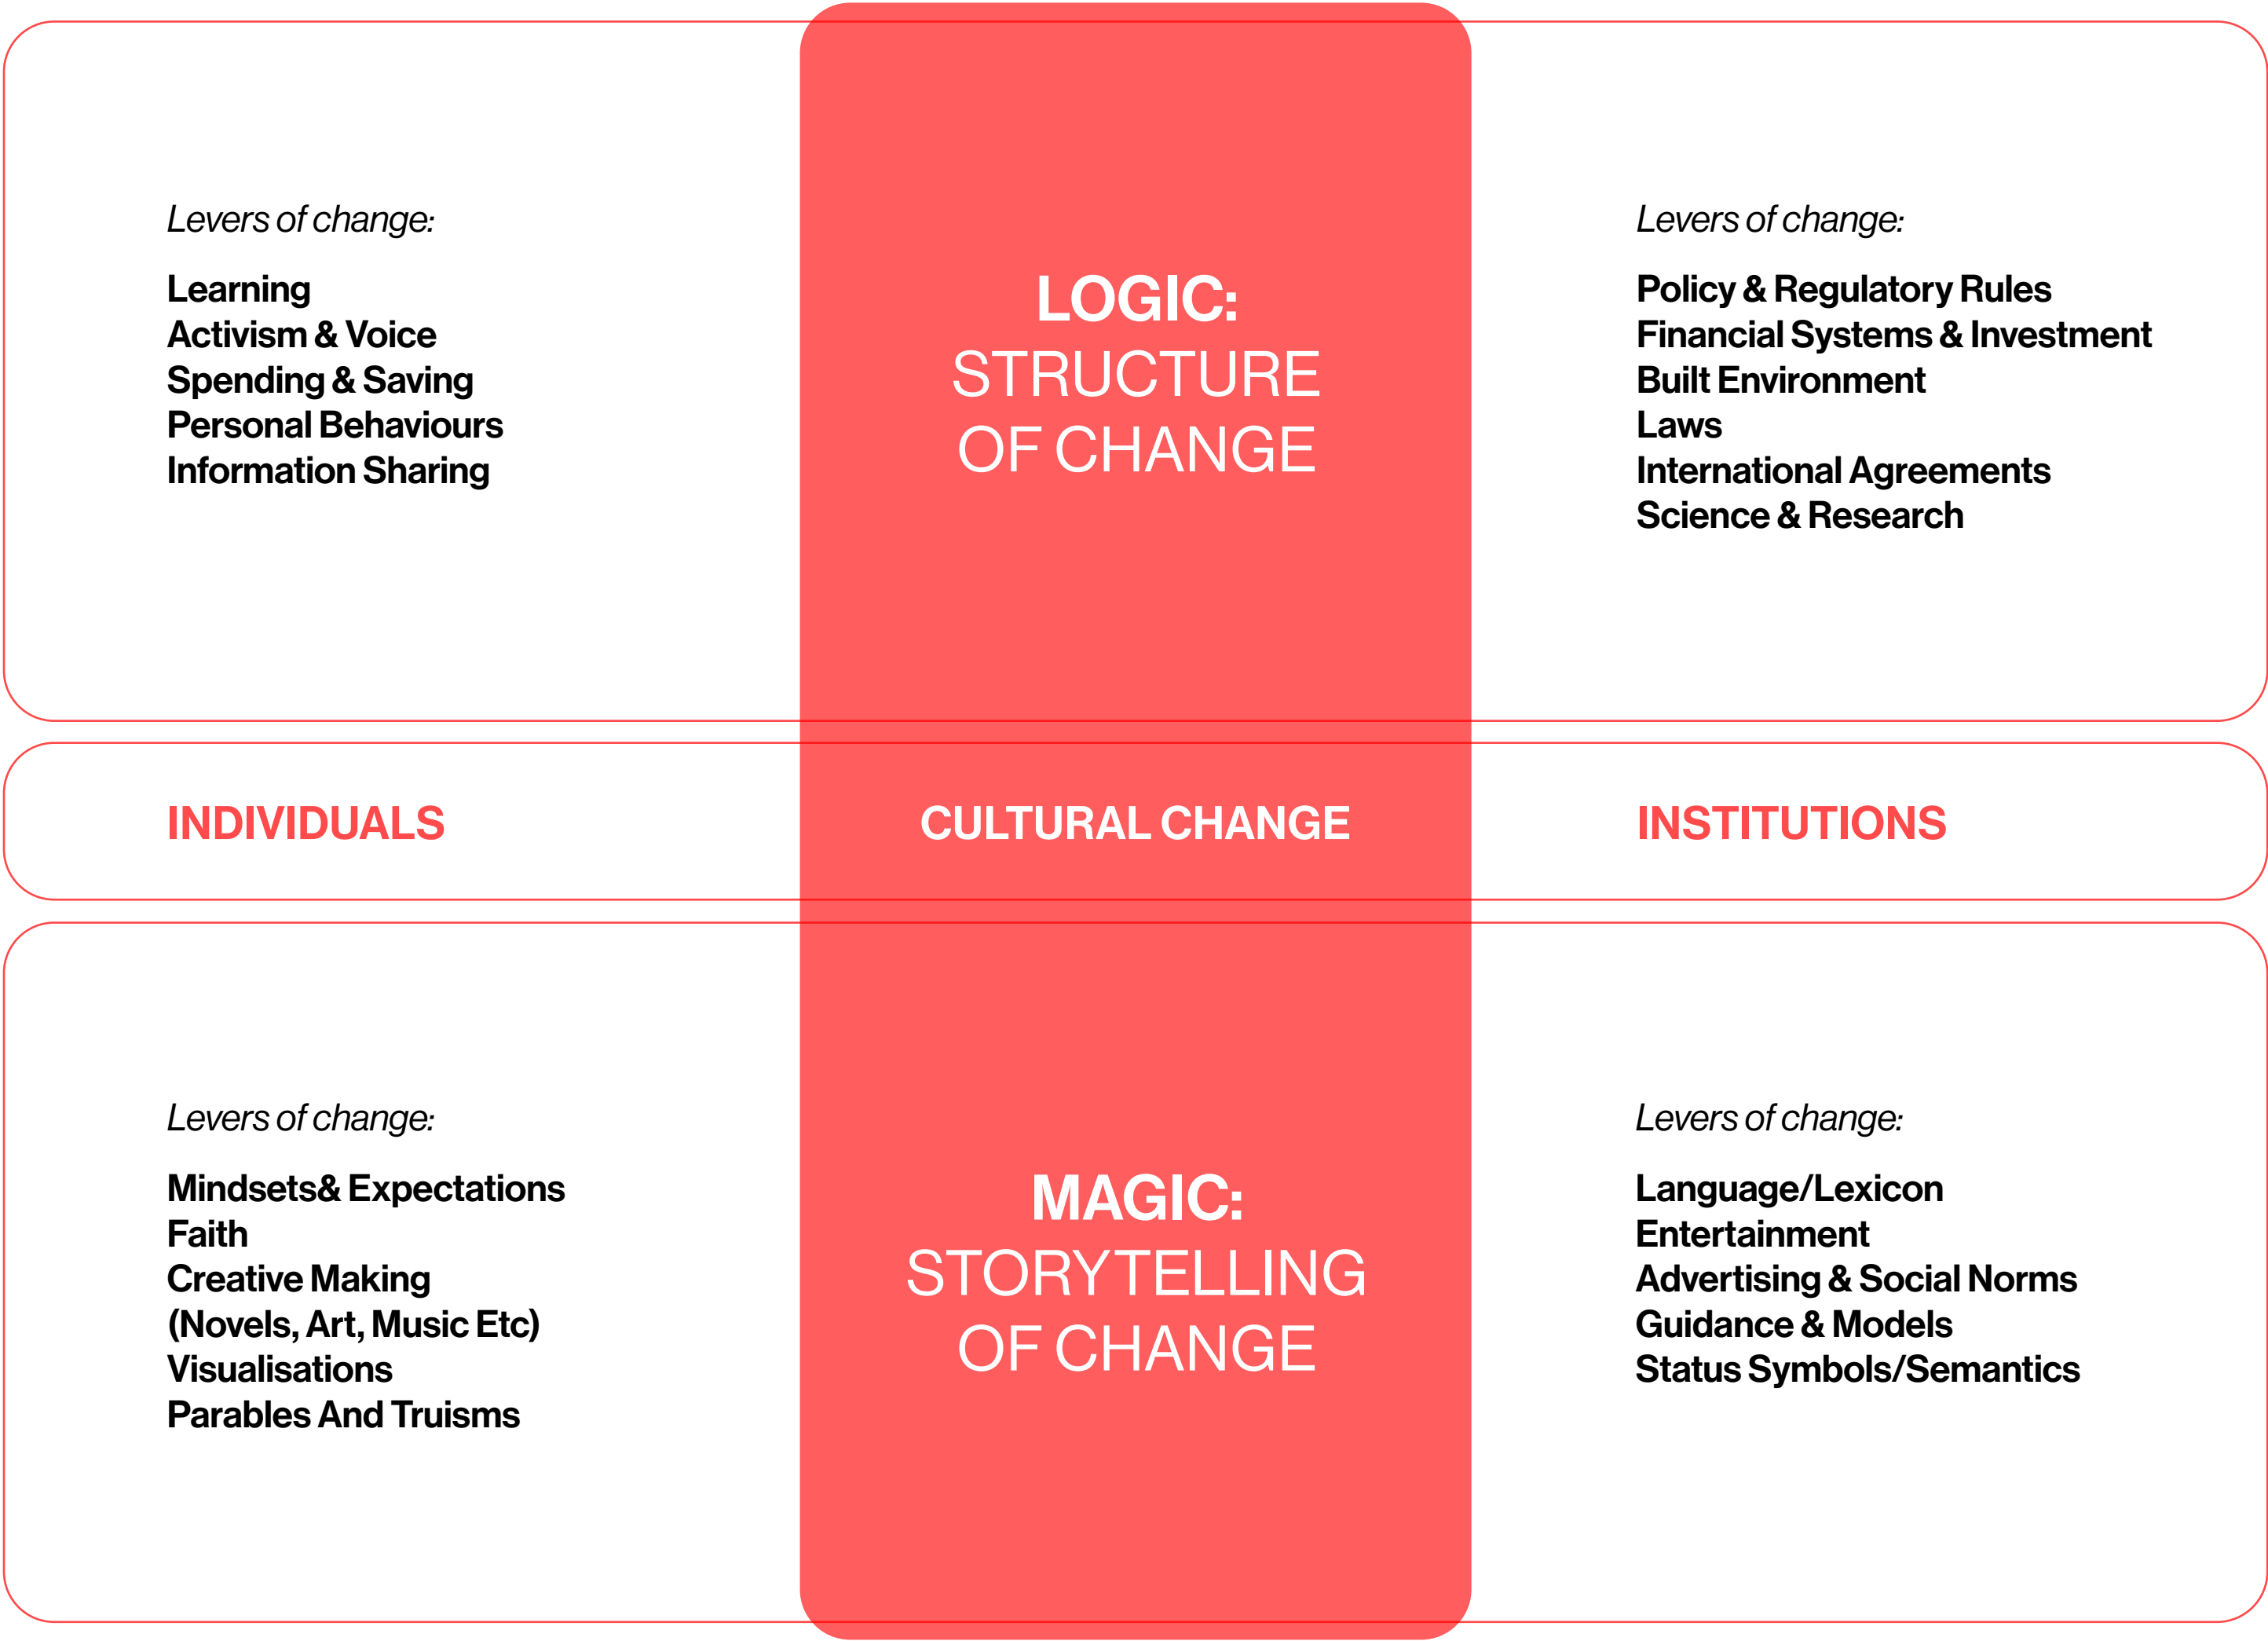 Levers of change:
Learning
Activism & Voice
Spending & Saving
Personal Behaviours
Information Sharing
LOGIC:
STRUCTURE
OF CHANGE
Levers of change:
Policy & Regulatory Rules
Financial Systems & Investment
Built Environment
Laws
International Agreements
Science & Research
INDIVIDUALS
CULTURAL CHANGE
INSTITUTIONS
Levers of change:
Mindsets& Expectations
Faith
Creative Making
(Novels, Art, Music Etc)
Visualisations
Parables And Truisms
MAGIC:
STORYTELLING
OF CHANGE
Levers of change:
Language/Lexicon
Entertainment
Advertising & Social Norms
Guidance & Models
Status Symbols/Semantics